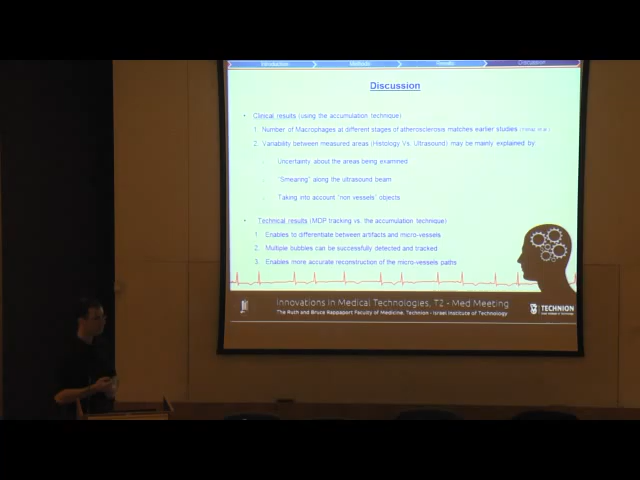 Introduction Methods Results Discussion
Discussion
• Clinical results (using the accumulation technique)
1. Number of Macrophages at different stages of atherosclerosis matches earlier studies
2. Variability between measured areas (Histology Vs. Ultrasound) may be mainly explained by:
Uncertainty about the areas being examined
"Smearing" along the ultrasound beam
Taking into account "non vessels" objects
• Technical results (MDP tracking vs. the accumulation technique)
1. Enables to differentiate between artifacts and micro-vessels
2. Multiple bubbles can be successfully detected and tracked
3. Enables more accurate reconstruction of the micro-vessels paths
Innovations in Medical Technologies, T2 - Med Meeting
The Ruth and Bruce Rappaport Faculty of Medicine, Technion - Israel Institute of Technology
TECHNION